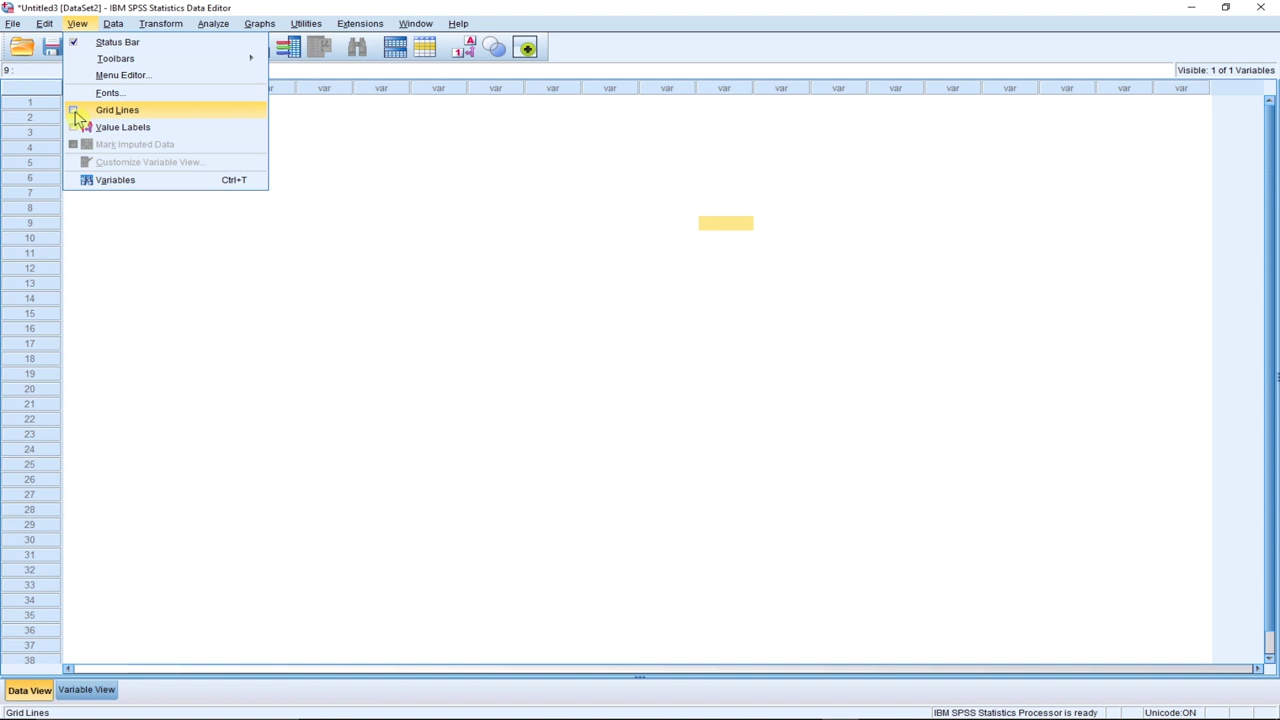 *Untitled3 [DataSet2] - IBM SPSS Statistics Data Editor
File Edit View Data Transform Analyze Graphs Utilities Extensions Window Help
Status Bar
Toolbars
Menu Editor...
Fonts...
Grid Lines
Value Labels
Mark Imputed Data
Customize Variable View...
Variables Ctrl+T
9 : Visible: 1 of 1 Variables
var var var var var var var var var var var var var var var var
1
2
3
4
5
6
7
8
9
10
11
12
13
14
15
16
17
18
19
20
21
22
23
24
25
26
27
28
29
30
31
32
33
34
35
36
37
38
Data View Variable View
Grid Lines IBM SPSS Statistics Processor is ready Unicode:ON